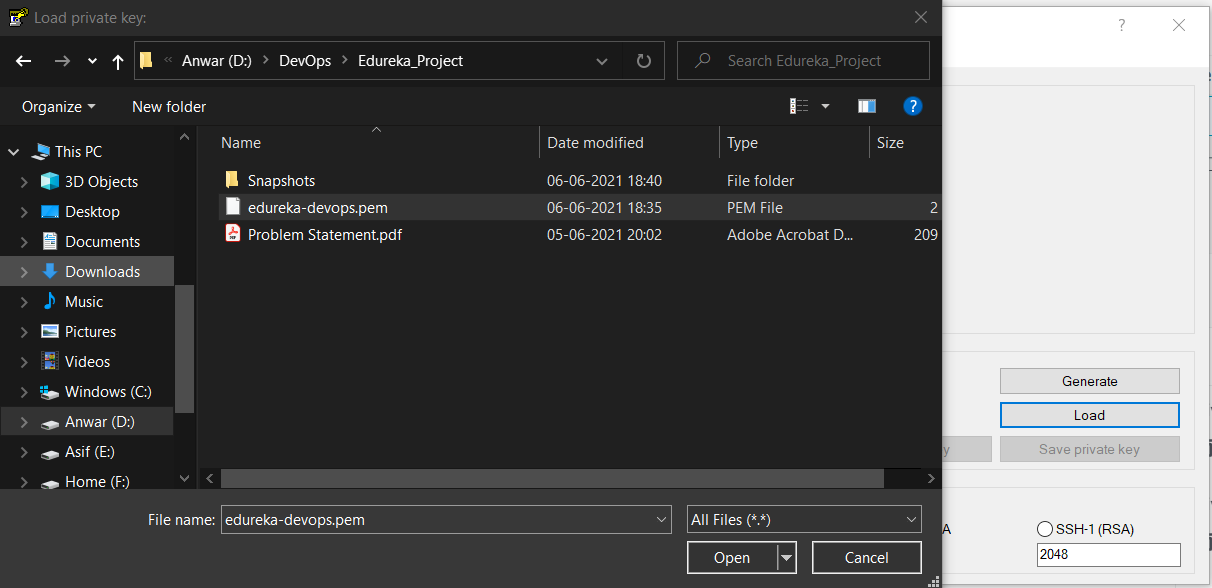 Load private key:
?
« Anwar (D:) > DevOps > Edureka_Project
Search Edureka_Project
Organize New folder
?
Name Date modified Type Size
This PC
3D Objects
Desktop
Documents
Downloads
Music
Pictures
Videos
Windows (C:)
Anwar (D:)
Asif (E:)
Home (F:)
Snapshots 06-06-2021 18:40 File folder
edureka-devops.pem 06-06-2021 18:35 PEM File 2
Problem Statement.pdf 05-06-2021 20:02 Adobe Acrobat D... 209
File name: edureka-devops.pem All Files (*.*)
Open Cancel
Generate
Load
y Save private key
A SSH-1 (RSA)
2048